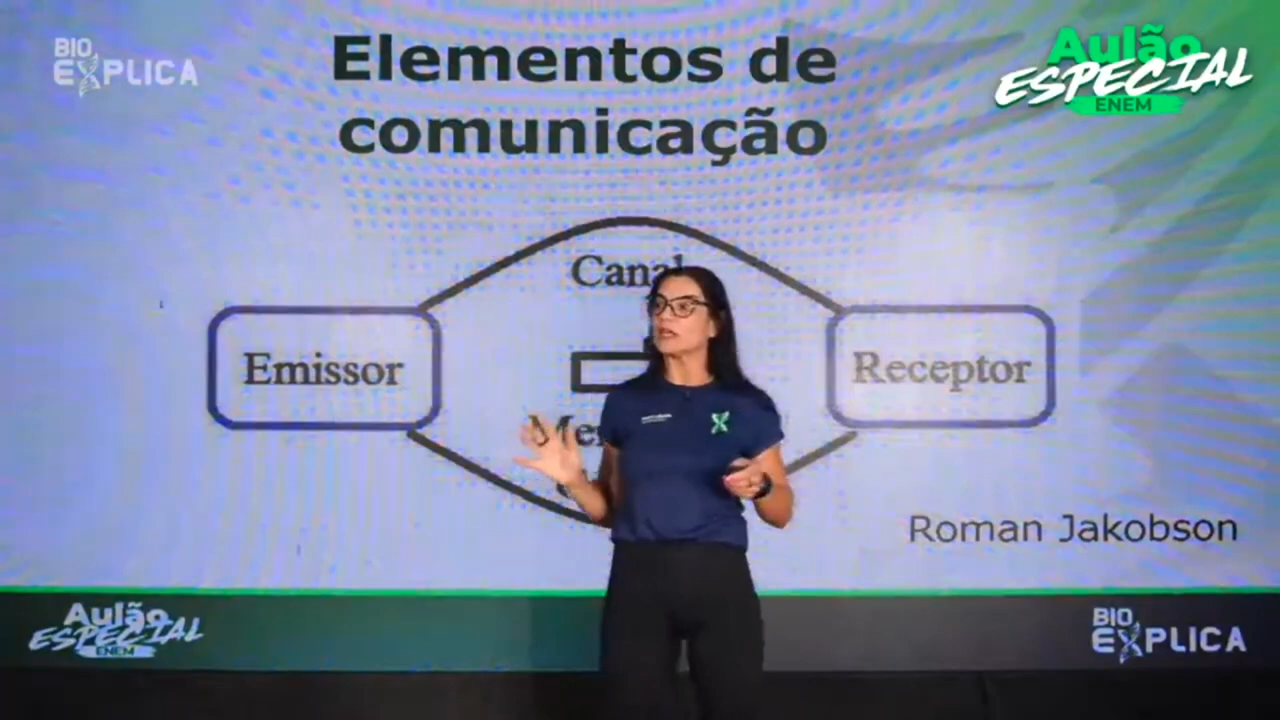 BIO
EXPLICA
Aulão
ESPECIAL
ENEM
Elementos de
comunicação
Emissor
Receptor
Roman Jakobson
Aulão
ESPECIAL
ENEM
BIO
EXPLICA